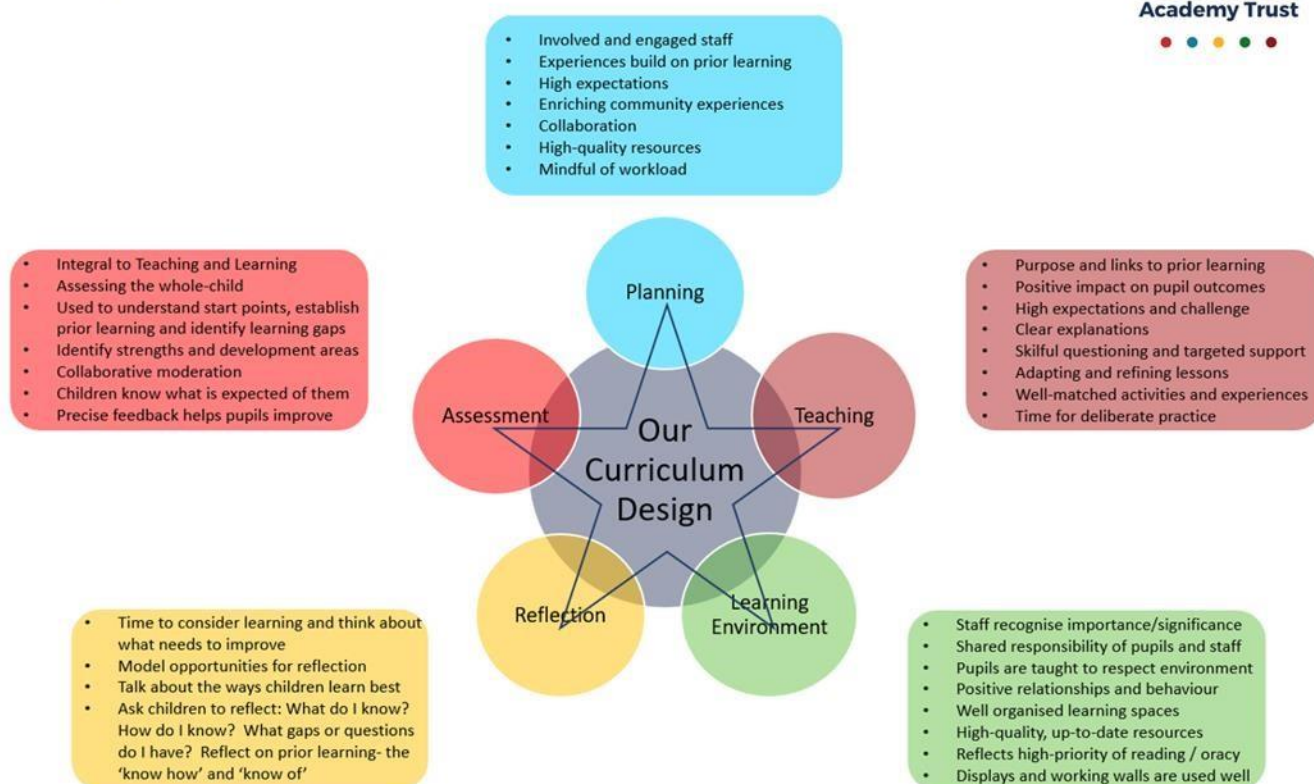 Academy Trust
• Involved and engaged staff
• Experiences build on prior learning
• High expectations
• Enriching community experiences
• Collaboration
• High-quality resources
• Mindful of workload
• Integral to Teaching and Learning
• Assessing the whole-child
• Used to understand start points, establish
prior learning and identify learning gaps
• Identify strengths and development areas
• Collaborative moderation
• Children know what is expected of them
• Precise feedback helps pupils improve
Planning
• Purpose and links to prior learning
• Positive impact on pupil outcomes
• High expectations and challenge
• Clear explanations
• Skilful questioning and targeted support
• Adapting and refining lessons
• Well-matched activities and experiences
• Time for deliberate practice
Assessment
Teaching
Our
Curriculum
Design
Reflection
Learning
Environment
• Time to consider learning and think about
what needs to improve
• Model opportunities for reflection
• Talk about the ways children learn best
• Ask children to reflect: What do I know?
How do I know? What gaps or questions
do I have? Reflect on prior learning- the
‘know how’ and ‘know of’
• Staff recognise importance/significance
• Shared responsibility of pupils and staff
• Pupils are taught to respect environment
• Positive relationships and behaviour
• Well organised learning spaces
• High-quality, up-to-date resources
• Reflects high-priority of reading / oracy
• Displays and working walls are used well